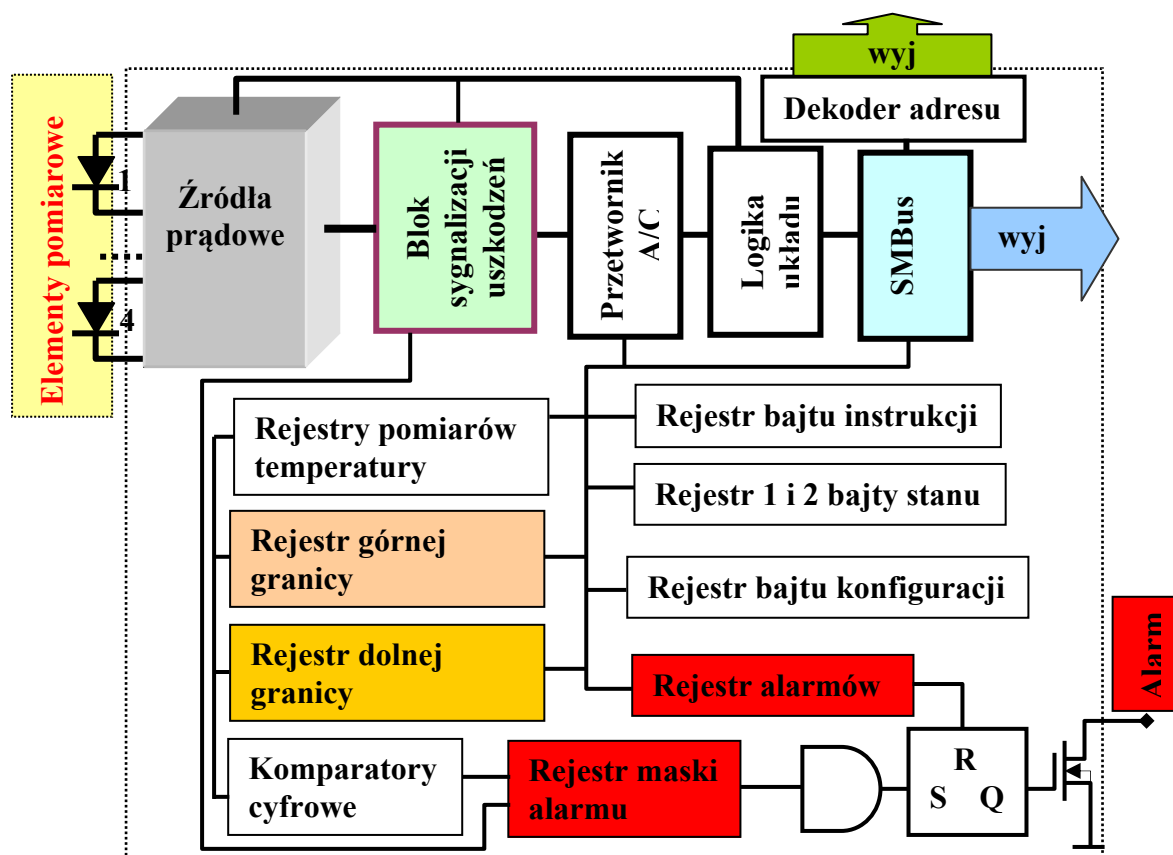 wyj
Dekoder adresu
Elementy pomiarowe
1
4
Źródła
prądowe
Blok
sygnalizacji
uszkodzeń
Przetwornik
A/C
Logika
układu
SMBus
wyj
Rejestry pomiarów
temperatury
Rejestr bajtu instrukcji
Rejestr 1 i 2 bajty stanu
Rejestr górnej
granicy
Rejestr bajtu konfiguracji
Rejestr dolnej
granicy
Rejestr alarmów
Alarm
Komparatory
cyfrowe
Rejestr maski
alarmu
R
S Q